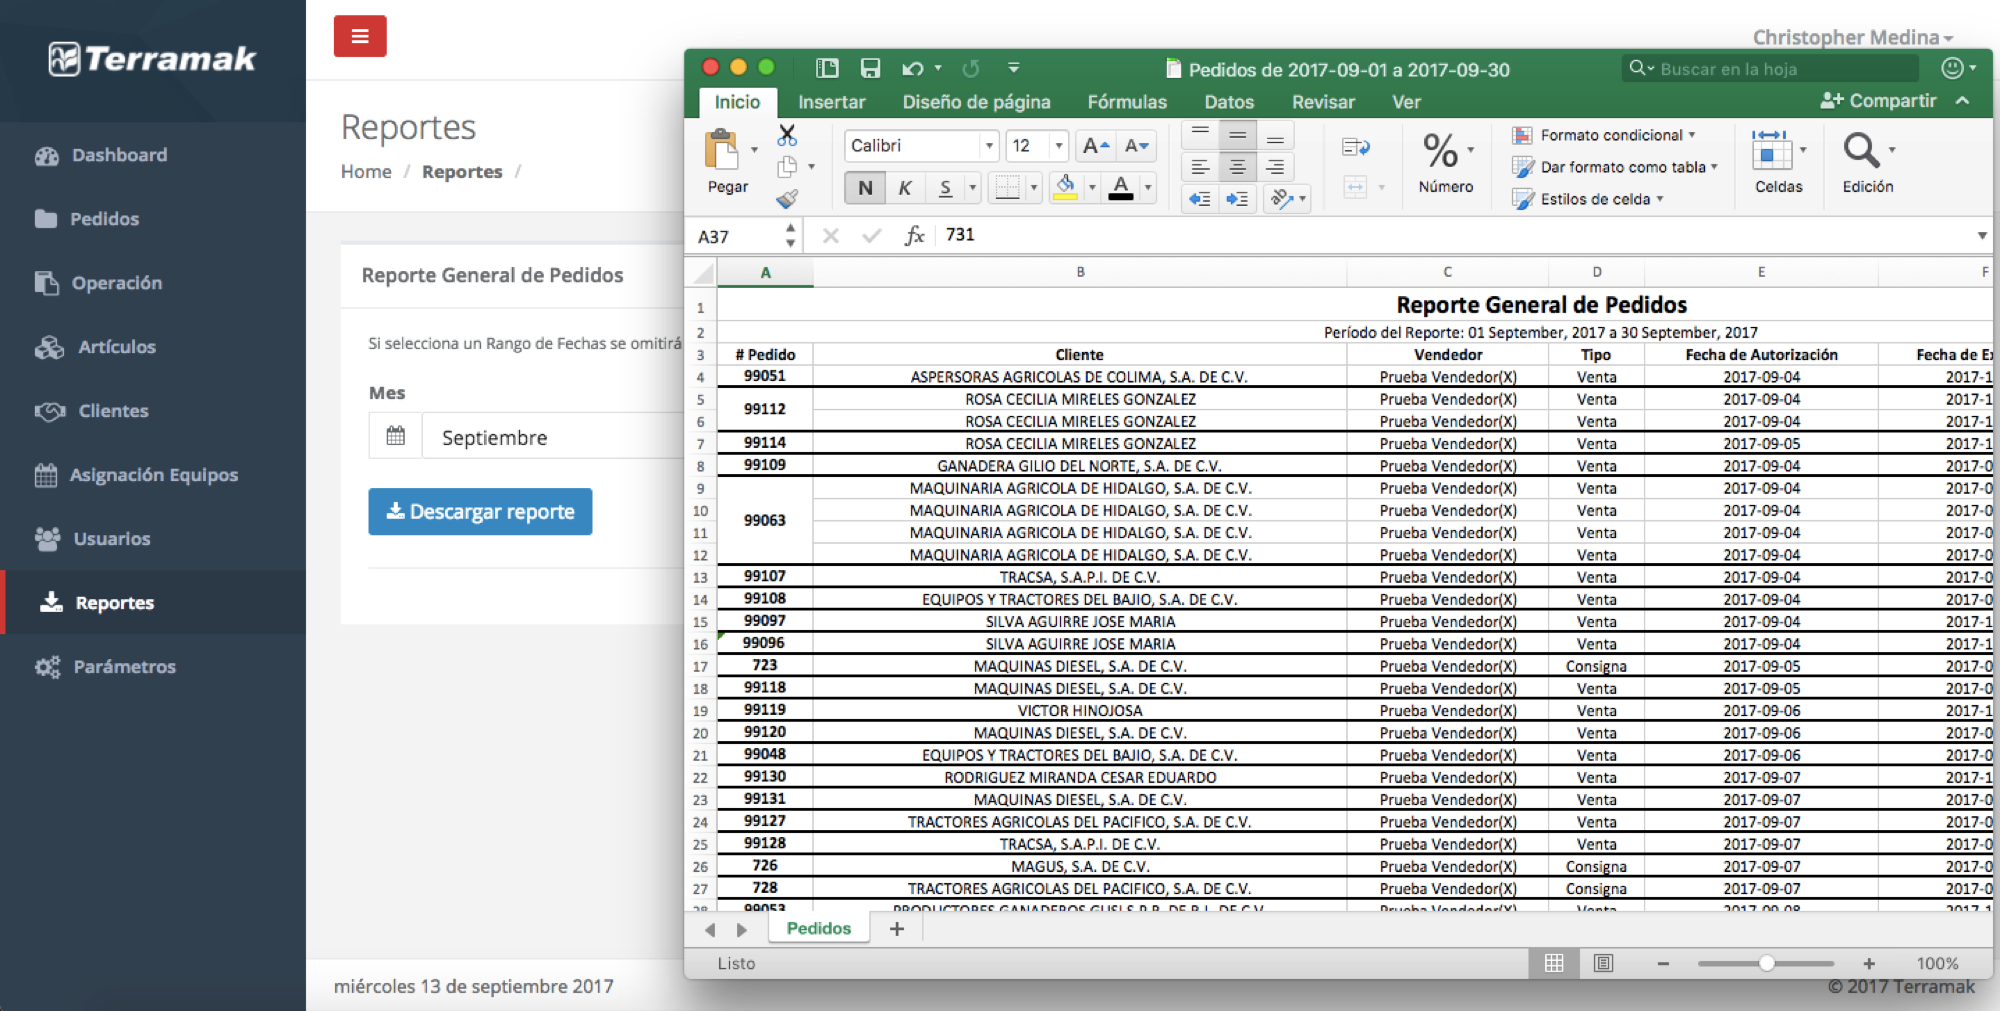 Terramak
Dashboard
Pedidos
Operación
Artículos
Clientes
Asignación Equipos
Usuarios
Reportes
Parámetros
Christopher Medina
Reportes
Home / Reportes /
Reporte General de Pedidos
Si selecciona un Rango de Fechas se omitirá
Mes
Septiembre
Descargar reporte
miércoles 13 de septiembre 2017
© 2017 Terramak
Pedidos de 2017-09-01 a 2017-09-30
Buscar en la hoja
Inicio Insertar Diseño de página Fórmulas Datos Revisar Ver
Compartir
Pegar
Calibri 12 A A
N K S A
% Número
Formato condicional
Dar formato como tabla
Estilos de celda
Celdas
Edición
A37 fx 731
A B C D E F
1 Reporte General de Pedidos
2 Período del Reporte: 01 September, 2017 a 30 September, 2017
3 # Pedido Cliente Vendedor Tipo Fecha de Autorización Fecha de
4 99051 ASPERSORAS AGRICOLAS DE COLIMA, S.A. DE C.V. Prueba Vendedor(X) Venta 2017-09-04 2017-1
5 99112 ROSA CECILIA MIRELES GONZALEZ Prueba Vendedor(X) Venta 2017-09-04 2017-1
6 ROSA CECILIA MIRELES GONZALEZ Prueba Vendedor(X) Venta 2017-09-04 2017-1
7 99114 ROSA CECILIA MIRELES GONZALEZ Prueba Vendedor(X) Venta 2017-09-05 2017-1
8 99109 GANADERA GILIO DEL NORTE, S.A. DE C.V. Prueba Vendedor(X) Venta 2017-09-04 2017-0
9 99063 MAQUINARIA AGRICOLA DE HIDALGO, S.A. DE C.V. Prueba Vendedor(X) Venta 2017-09-04 2017-0
10 MAQUINARIA AGRICOLA DE HIDALGO, S.A. DE C.V. Prueba Vendedor(X) Venta 2017-09-04 2017-0
11 MAQUINARIA AGRICOLA DE HIDALGO, S.A. DE C.V. Prueba Vendedor(X) Venta 2017-09-04 2017-0
12 MAQUINARIA AGRICOLA DE HIDALGO, S.A. DE C.V. Prueba Vendedor(X) Venta 2017-09-04 2017-0
13 99107 TRACSA, S.A.P.I. DE C.V. Prueba Vendedor(X) Venta 2017-09-04 2017-0
14 99108 EQUIPOS Y TRACTORES DEL BAJIO, S.A. DE C.V. Prueba Vendedor(X) Venta 2017-09-04 2017-0
15 99097 SILVA AGUIRRE JOSE MARIA Prueba Vendedor(X) Venta 2017-09-04 2017-1
16 99096 SILVA AGUIRRE JOSE MARIA Prueba Vendedor(X) Venta 2017-09-04 2017-1
17 723 MAQUINAS DIESEL, S.A. DE C.V. Prueba Vendedor(X) Consigna 2017-09-05 2017-0
18 99118 MAQUINAS DIESEL, S.A. DE C.V. Prueba Vendedor(X) Venta 2017-09-05 2017-0
19 99119 VICTOR HINOJOSA Prueba Vendedor(X) Venta 2017-09-06 2017-1
20 99120 MAQUINAS DIESEL, S.A. DE C.V. Prueba Vendedor(X) Venta 2017-09-06 2017-0
21 99048 EQUIPOS Y TRACTORES DEL BAJIO, S.A. DE C.V. Prueba Vendedor(X) Venta 2017-09-06 2017-0
22 99130 RODRIGUEZ MIRANDA CESAR EDUARDO Prueba Vendedor(X) Venta 2017-09-07 2017-1
23 99131 MAQUINAS DIESEL, S.A. DE C.V. Prueba Vendedor(X) Venta 2017-09-07 2017-0
24 99127 TRACTORES AGRICOLAS DEL PACIFICO, S.A. DE C.V. Prueba Vendedor(X) Venta 2017-09-07 2017-0
25 99128 TRACSA, S.A.P.I. DE C.V. Prueba Vendedor(X) Venta 2017-09-07 2017-0
26 726 MAGUS, S.A. DE C.V. Prueba Vendedor(X) Consigna 2017-09-07 2017-0
27 728 TRACTORES AGRICOLAS DEL PACIFICO, S.A. DE C.V. Prueba Vendedor(X) Consigna 2017-09-07 2017-0
28 99053 PRODUCTORES GANADEROS Prueba Vendedor(X) Venta 2017-09-08 2017-1
Pedidos +
Listo
100%